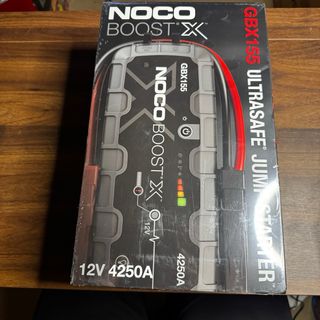 NOCO
BOOST X
GBX155 ULTRASAFE® JUMP STARTER
GBX155
NOCO BOOST X
12V
4250A
12V 4250A